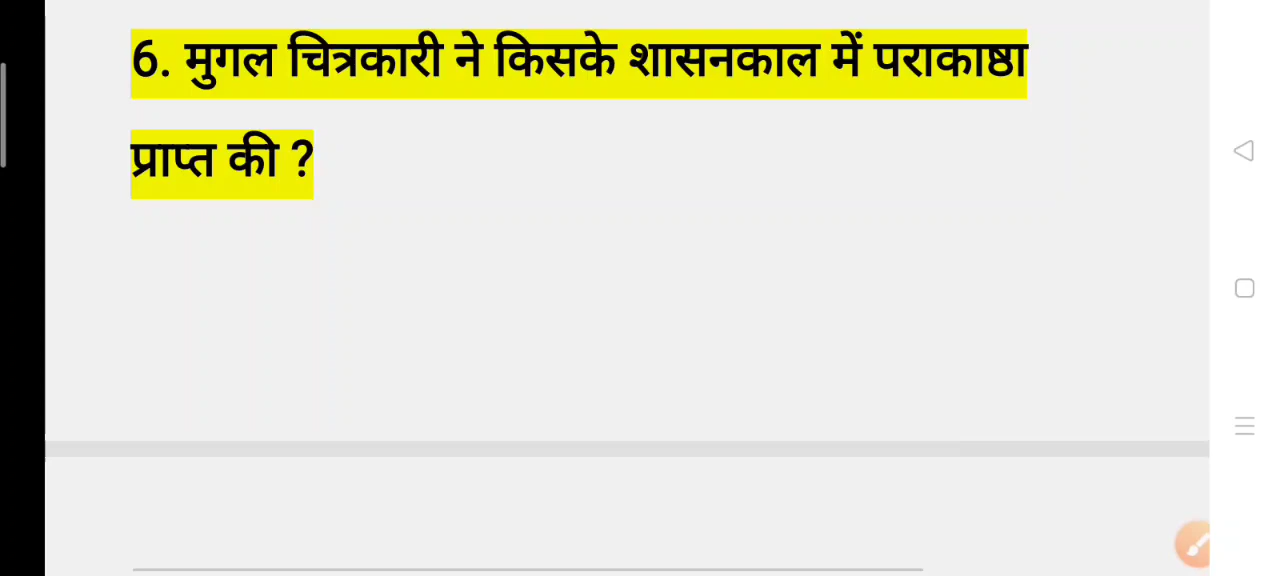 6. मुगल चित्रकारी ने किसके शासनकाल में पराकाष्ठा
प्राप्त की ?